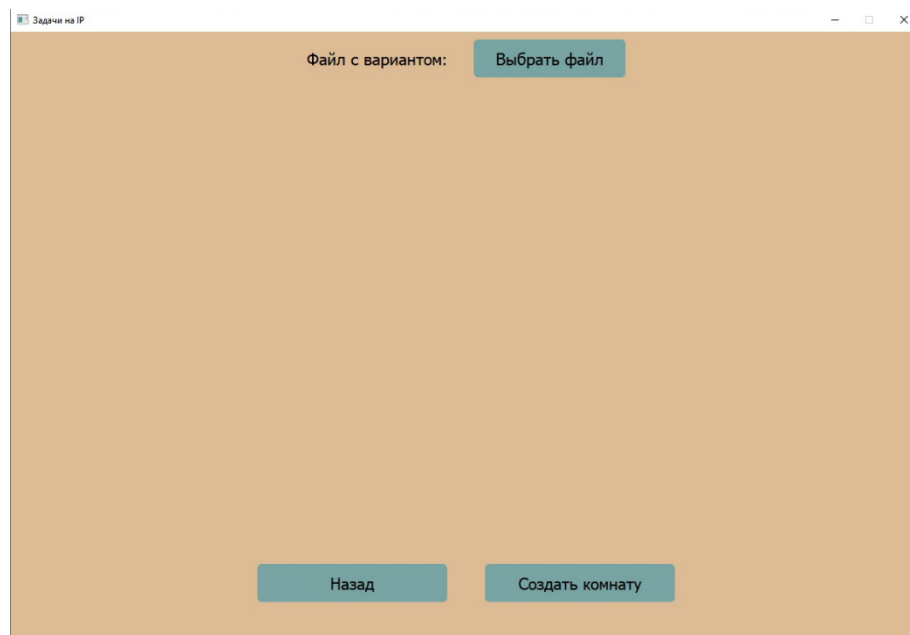 Задачи на IP
Файл с вариантом: Выбрать файл
Назад Создать комнату